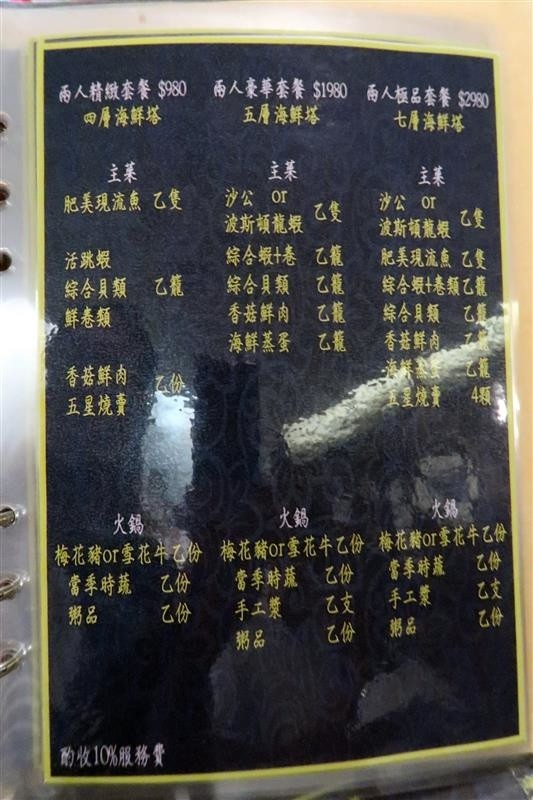 兩人精緻套餐 $980
四層海鮮塔
主菜
肥美現流魚 乙隻
活跳蝦
綜合貝類 乙籠
鮮卷類
香菇鮮肉 乙份
五星燒賣
火鍋
梅花豬or雪花牛乙份
當季時蔬 乙份
粥品 乙份
兩人豪華套餐 $1980
五層海鮮塔
主菜
沙公 or
波斯頓龍蝦 乙隻
綜合蝦+卷 乙籠
綜合貝類 乙籠
香菇鮮肉 乙籠
海鮮蒸蛋 乙籠
火鍋
梅花豬or雪花牛乙份
當季時蔬 乙份
手工漿 乙支
粥品 乙份
兩人極品套餐 $2980
七層海鮮塔
主菜
沙公 or
波斯頓龍蝦 乙隻
肥美現流魚 乙隻
綜合蝦+卷類乙籠
綜合貝類 乙籠
香菇鮮肉 乙籠
海鮮蒸蛋 乙籠
五星燒賣 4顆
火鍋
梅花豬or雪花牛乙份
當季時蔬 乙份
手工漿 乙支
粥品 乙份
酌收10%服務費